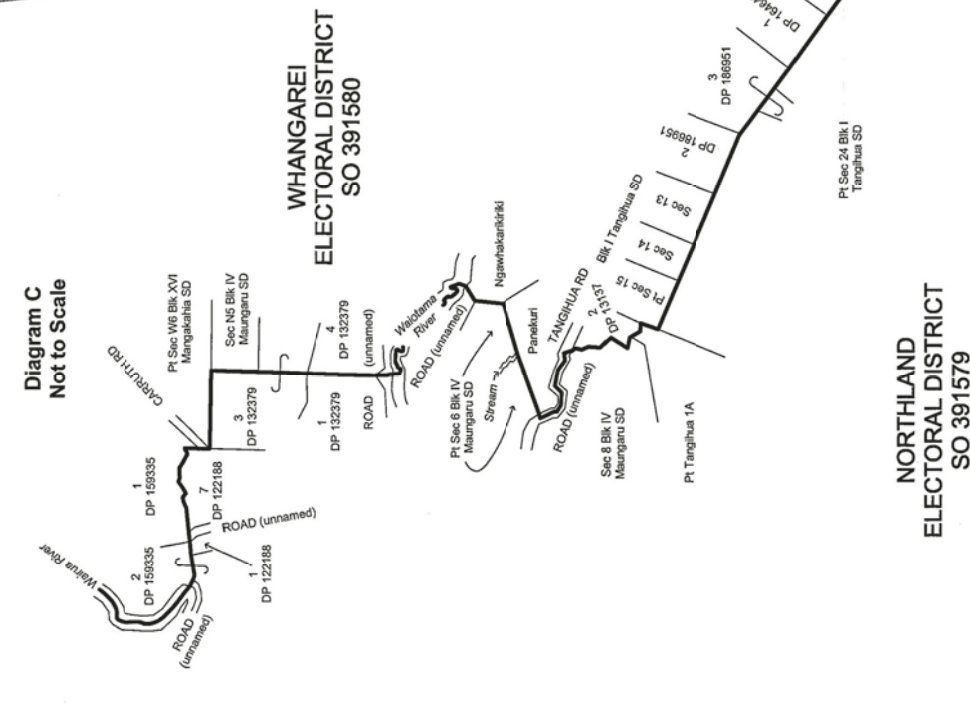 Diagram C
Not to Scale
WHANGAREI
ELECTORAL DISTRICT
SO 391580
NORTHLAND
ELECTORAL DISTRICT
SO 391579
Wairua River
2
DP 159335
1
DP 159335
CARRUTH RD
Pt Sec W6 Blk XVI
Mangakahia SD
Sec N5 Blk IV
Maungaru SD
ROAD
(unnamed)
1
DP 122188
ROAD (unnamed)
7
DP 122188
3
DP 132379
4
DP 132379
1
DP 132379
ROAD
(unnamed)
Waiotama
River
ROAD (unnamed)
Pt Sec 6 Blk IV
Maungaru SD
Stream
Ngawhakarikiriki
Panekuri
TANGIHUA RD
ROAD (unnamed)
2
DP 13137
Sec 8 Blk IV
Maungaru SD
Pt Tangihua 1A
Blk I Tangihua SD
Pt Sec 15
Sec 14
Sec 13
2
DP 186951
3
DP 186951
1
Pt Sec 24 Blk I
Tangihua SD